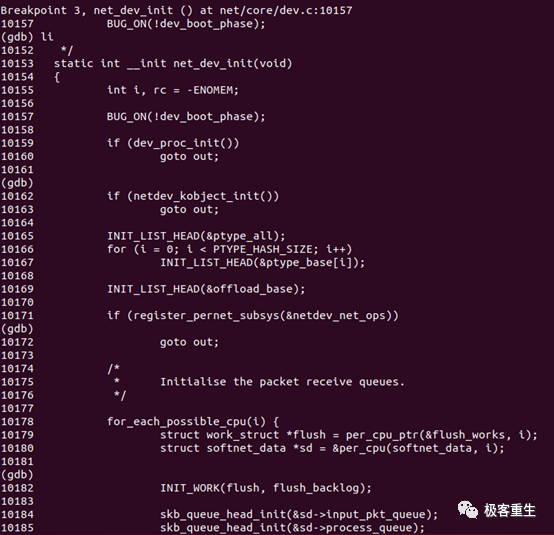 Breakpoint 3, net_dev_init () at net/core/dev.c:10157
10157 BUG_ON(!dev_boot_phase);
(gdb) li
10152 */
10153 static int __init net_dev_init(void)
10154 {
10155 int i, rc = -ENOMEM;
10156
10157 BUG_ON(!dev_boot_phase);
10158
10159 if (dev_proc_init())
10160 goto out;
10161
(gdb)
10162 if (netdev_kobject_init())
10163 goto out;
10164
10165 INIT_LIST_HEAD(&ptype_all);
10166 for (i = 0; i < PTYPE_HASH_SIZE; i++)
10167 INIT_LIST_HEAD(&ptype_base[i]);
10168
10169 INIT_LIST_HEAD(&offload_base);
10170
10171 if (register_pernet_subsys(&netdev_net_ops))
(gdb)
10172 goto out;
10173
10174 /*
10175 * Initialise the packet receive queues.
10176 */
10177
10178 for_each_possible_cpu(i) {
10179 struct work_struct *flush = per_cpu_ptr(&flush_works, i);
10180 struct softnet_data *sd = &per_cpu(softnet_data, i);
10181
(gdb)
10182 INIT_WORK(flush, flush_backlog);
10183
10184 skb_queue_head_init(&sd->input_pkt_queue);
10185 skb_queue_head_init(&sd->process_queue);
极客重生